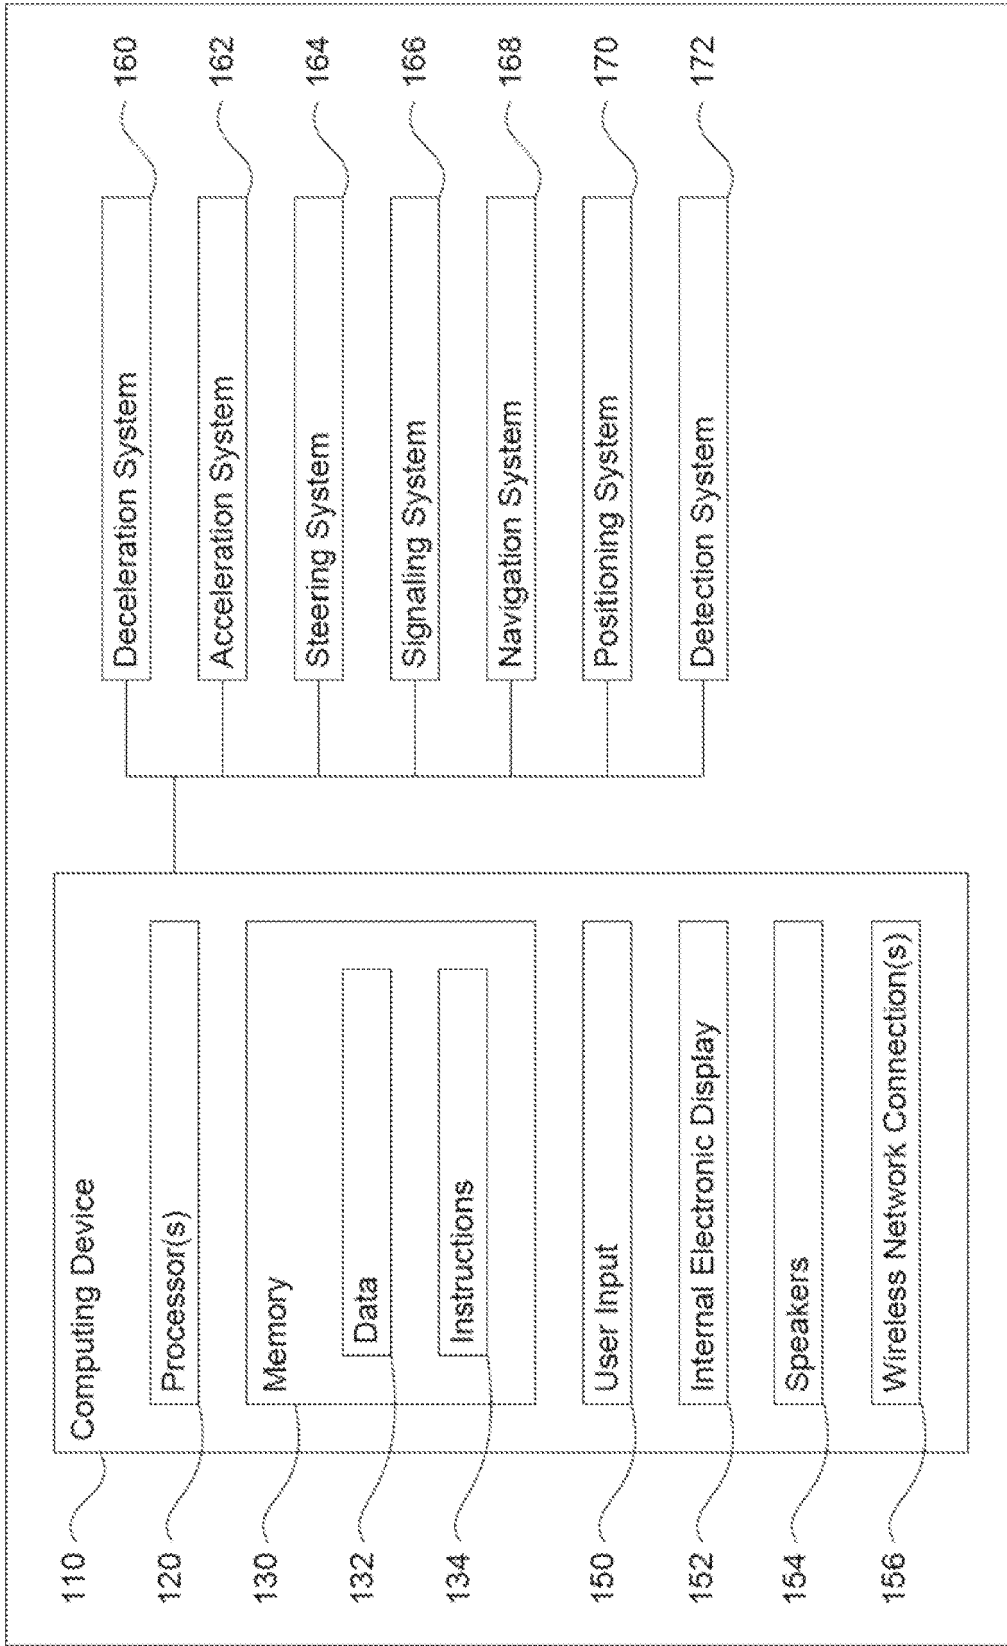 110
Computing Device
120
Processor(s)
130
Memory
132
Data
134
Instructions
150
User Input
152
Internal Electronic Display
154
Speakers
156
Wireless Network Connection(s)
Deceleration System
160
Acceleration System
162
Steering System
164
Signaling System
166
Navigation System
168
Positioning System
170
Detection System
172